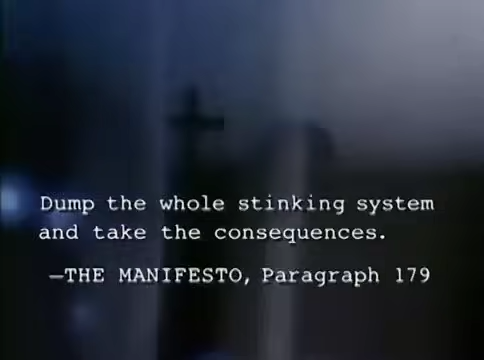 Dump the whole stinking system
and take the consequences.
—THE MANIFESTO, Paragraph 179